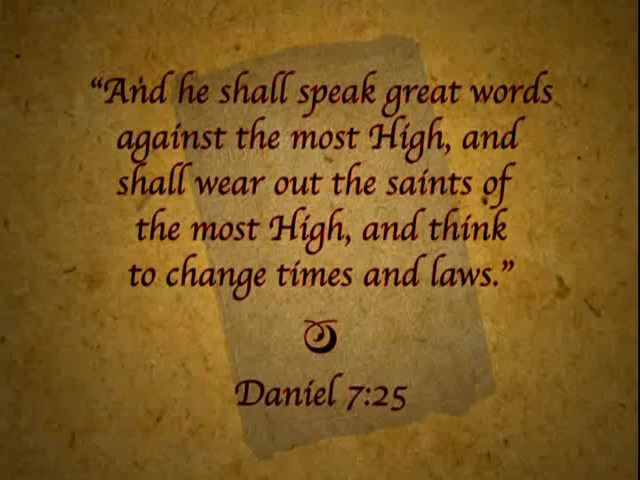 “And he shall speak great words
against the most High, and
shall wear out the saints of
the most High, and think
to change times and laws.”
Daniel 7:25